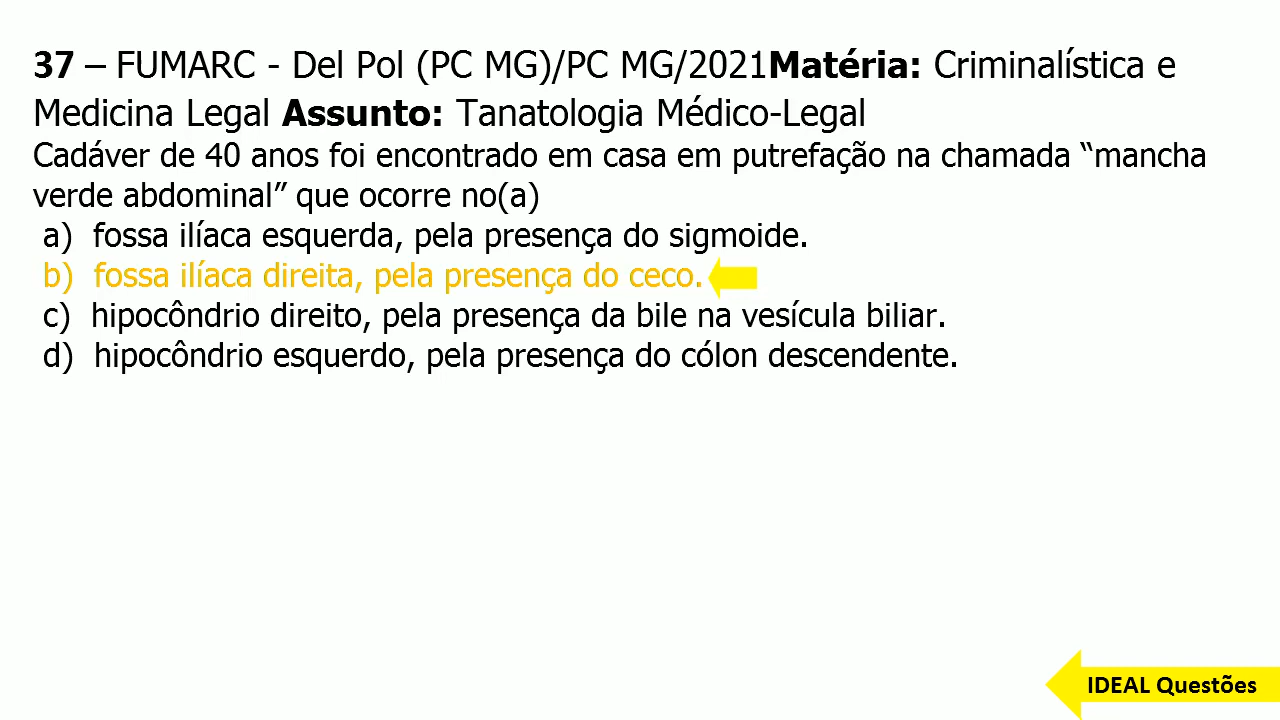 37 – FUMARC - Del Pol (PC MG)/PC MG/2021Matéria: Criminalística e
Medicina Legal Assunto: Tanatologia Médico-Legal
Cadáver de 40 anos foi encontrado em casa em putrefação na chamada “mancha
verde abdominal” que ocorre no(a)
a) fossa ilíaca esquerda, pela presença do sigmoide.
b) fossa ilíaca direita, pela presença do ceco.
c) hipocôndrio direito, pela presença da bile na vesícula biliar.
d) hipocôndrio esquerdo, pela presença do cólon descendente.
IDEAL Questões